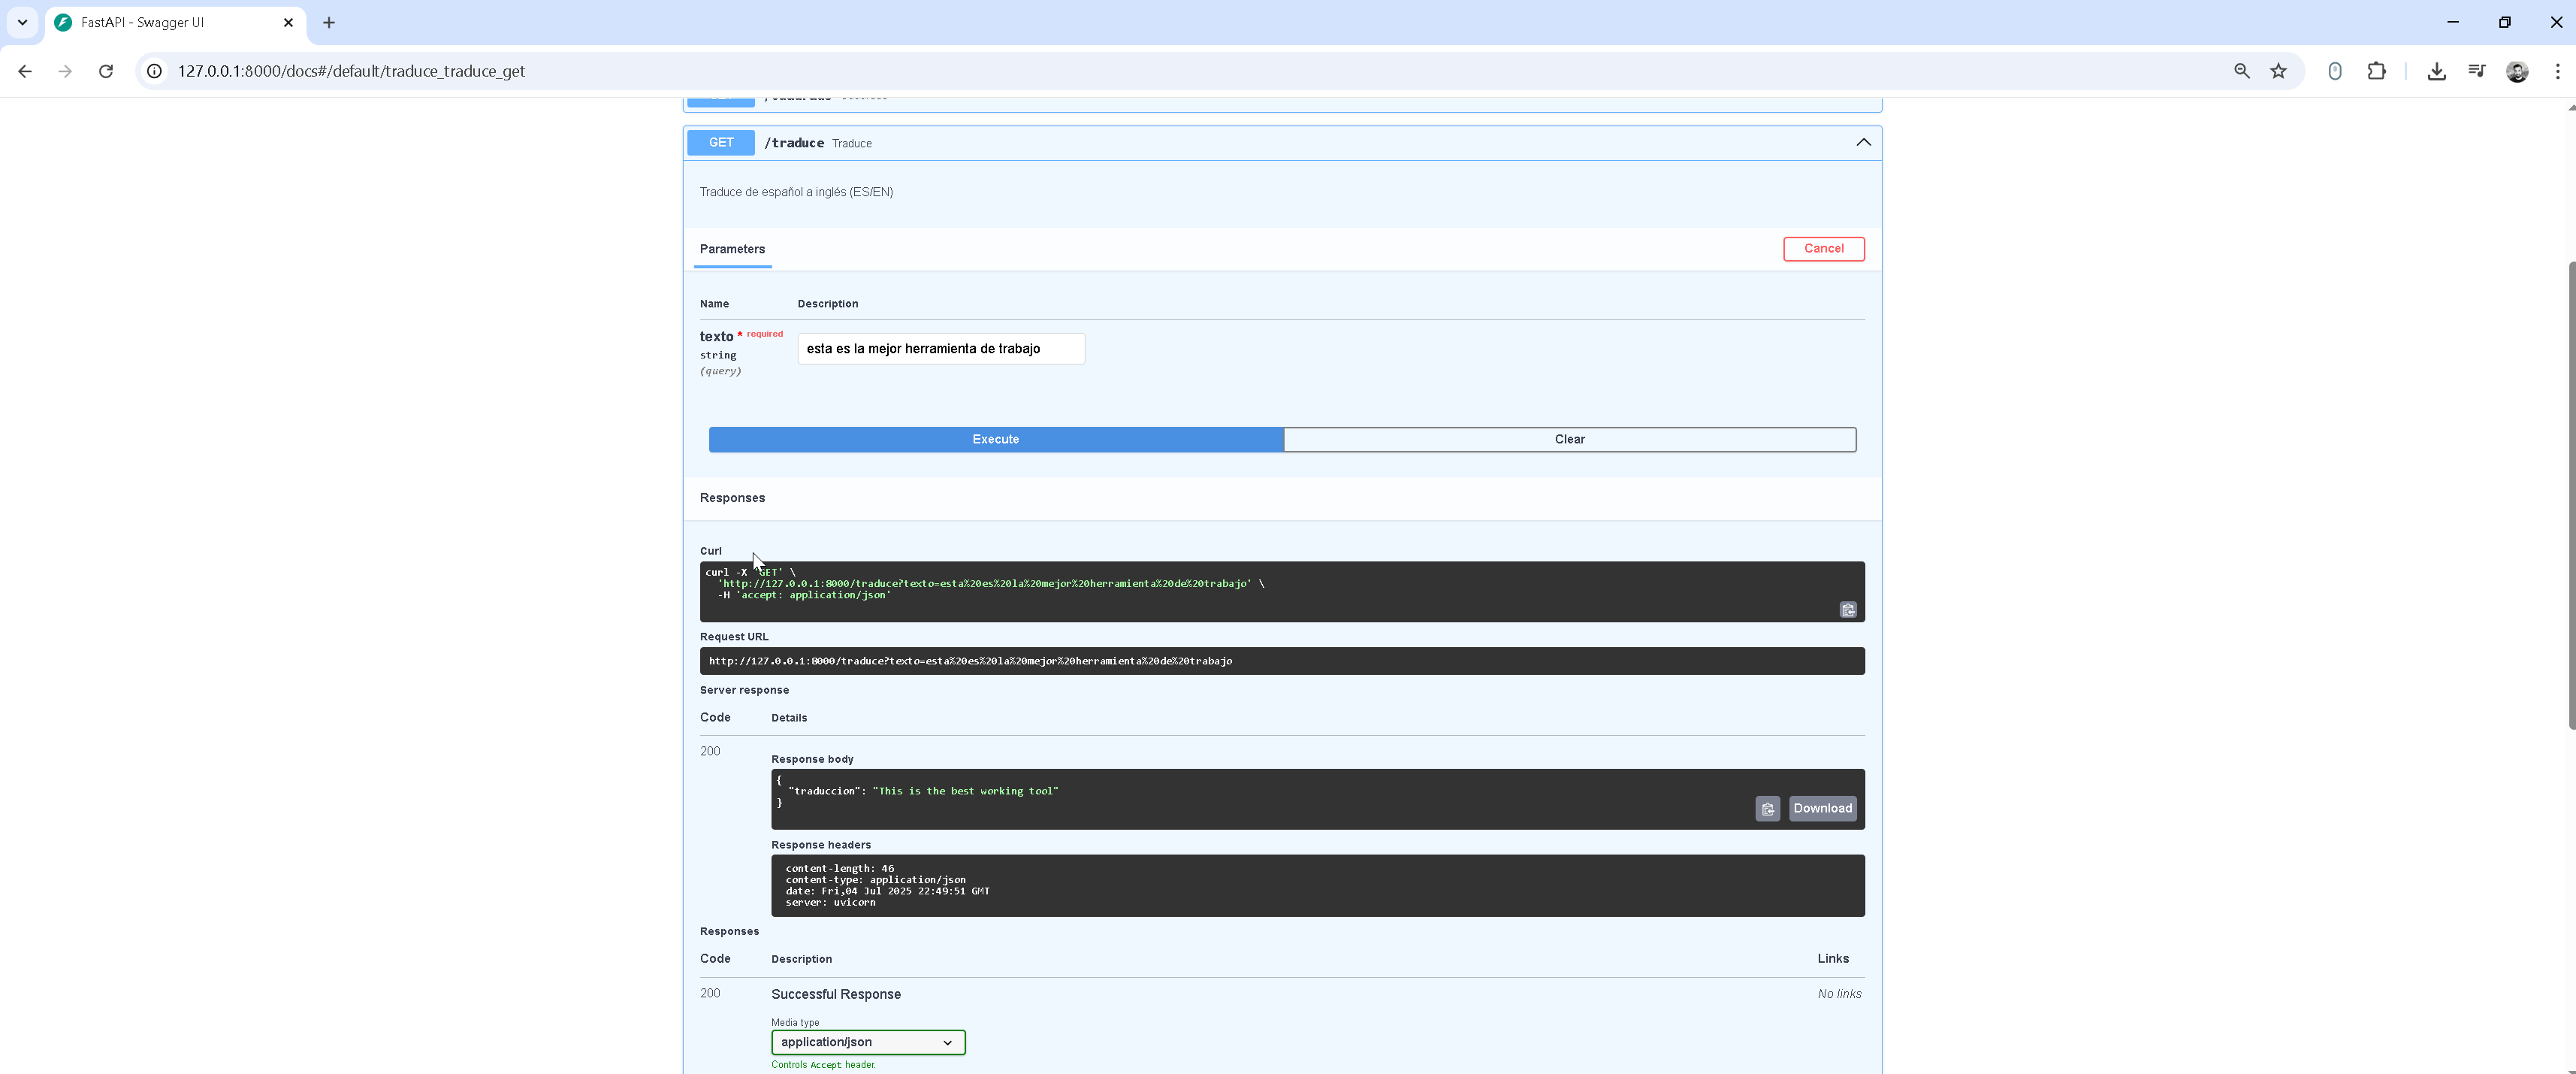 FastAPI - Swagger UI
127.0.0.1:8000/docs#/default/traduce_traduce_get
GET /traduce Traduce
Traduce de español a inglés (ES/EN)
Parameters
Cancel
Name Description
texto * required
string
(query)
esta es la mejor herramienta de trabajo
Execute Clear
Responses
Curl
curl -X 'GET' \
'http://127.0.0.1:8000/traduce?texto=esta%20es%20la%20mejor%20herramienta%20de%20trabajo' \
-H 'accept: application/json'
Request URL
http://127.0.0.1:8000/traduce?texto=esta%20es%20la%20mejor%20herramienta%20de%20trabajo
Server response
Code Details
200
Response body
{
"traduccion": "This is the best working tool"
}
Download
Response headers
content-length: 46
content-type: application/json
date: Fri,04 Jul 2025 22:49:51 GMT
server: uvicorn
Responses
Code Description Links
200 Successful Response No links
Media type
application/json
Controls Accept header.